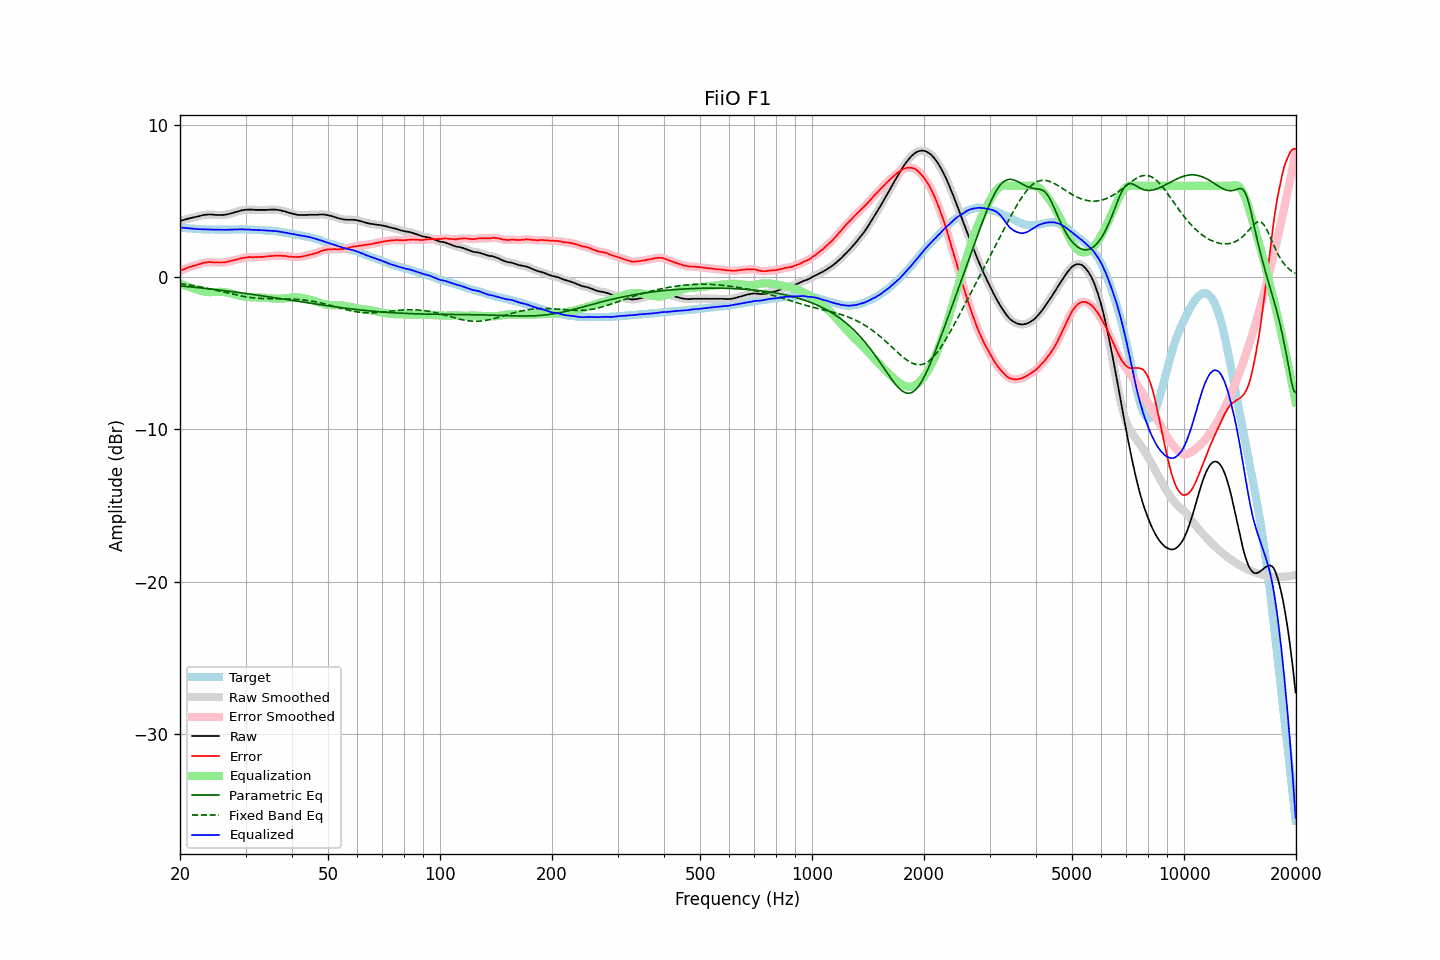 FiiO F1
10
0
−10
−20
−30
Amplitude (dBr)
Target
Raw Smoothed
Error Smoothed
Raw
Error
Equalization
Parametric Eq
Fixed Band Eq
Equalized
20
50
100
200
500
1000
2000
5000
10000
20000
Frequency (Hz)